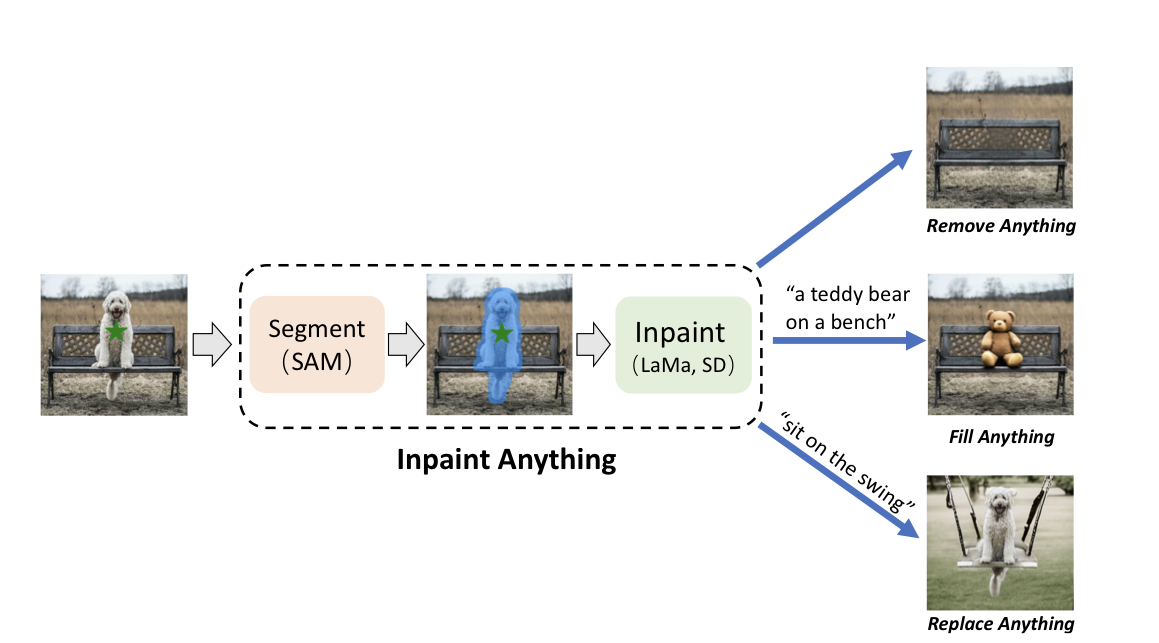 Segment
(SAM)
Inpaint
(LaMa, SD)
Inpaint Anything
Remove Anything
“a teddy bear
on a bench”
Fill Anything
“sit on the swing”
Replace Anything